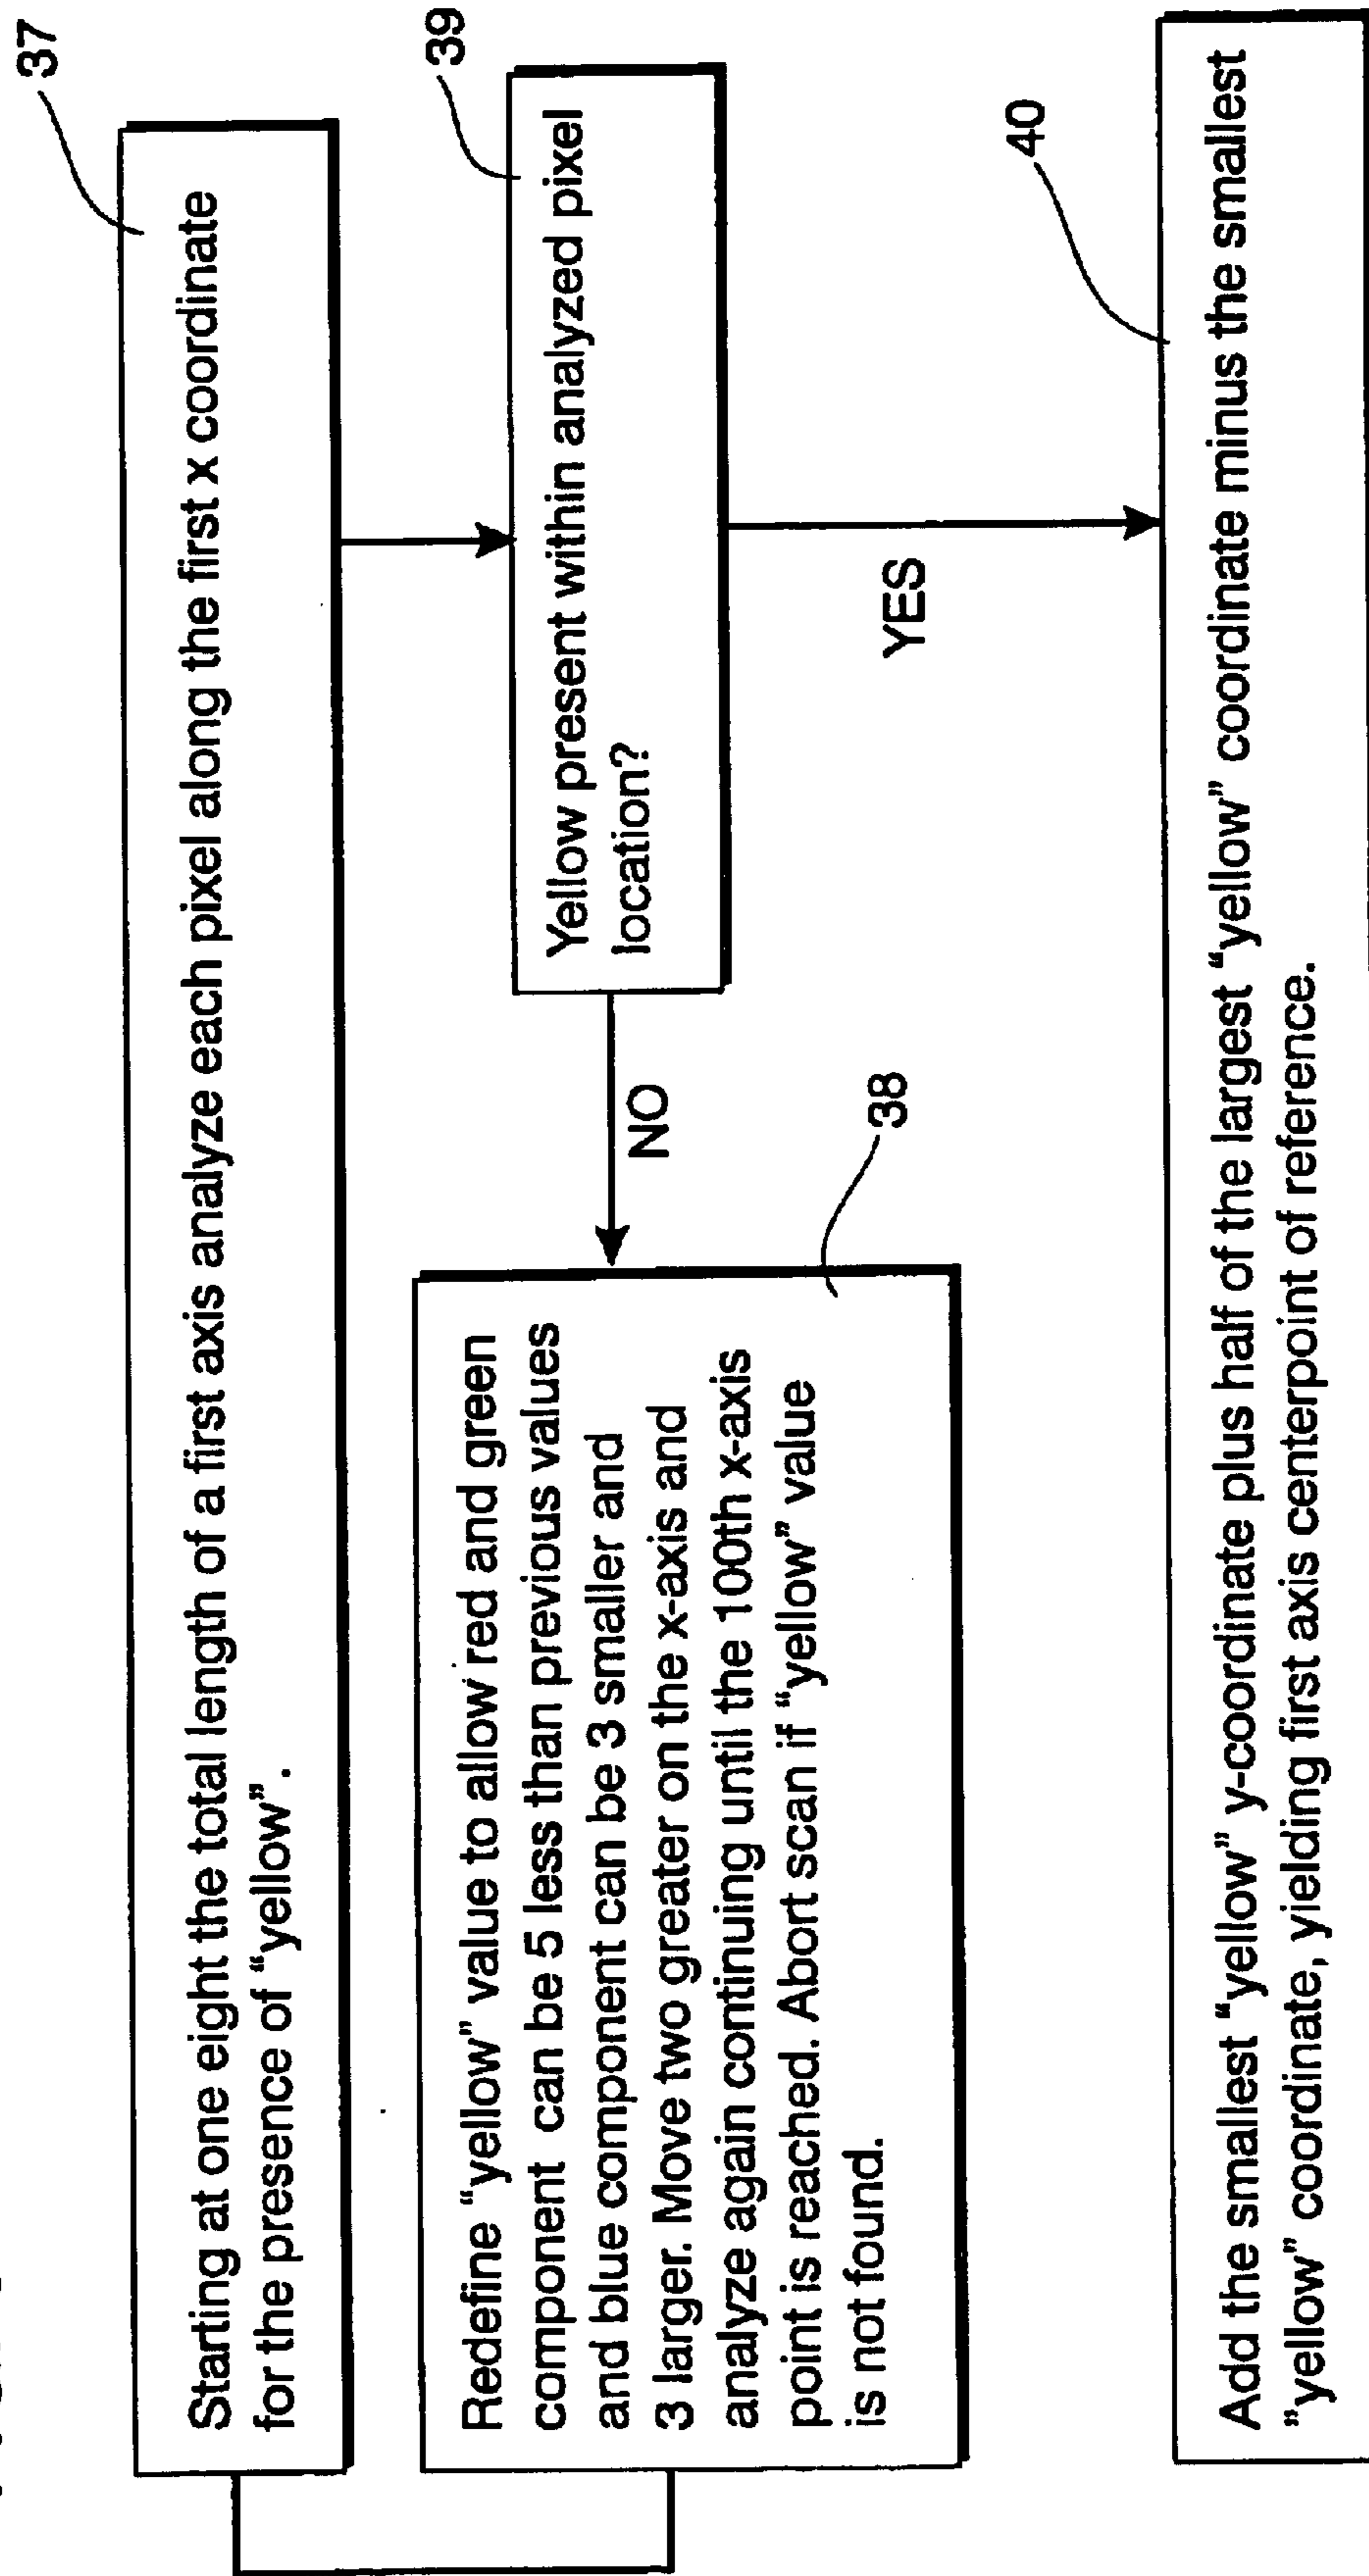 37
Starting at one eight the total length of a first axis analyze each pixel along the first x coordinate
for the presence of “yellow”.
39
Yellow present within analyzed pixel
location?
NO
YES
38
Redefine “yellow” value to allow red and green
component can be 5 less than previous values
and blue component can be 3 smaller and
3 larger. Move two greater on the x-axis and
analyze again continuing until the 100th x-axis
point is reached. Abort scan if “yellow” value
is not found.
40
Add the smallest “yellow” y-coordinate plus half of the largest “yellow” coordinate minus the smallest
”yellow” coordinate, yielding first axis centerpoint of reference.